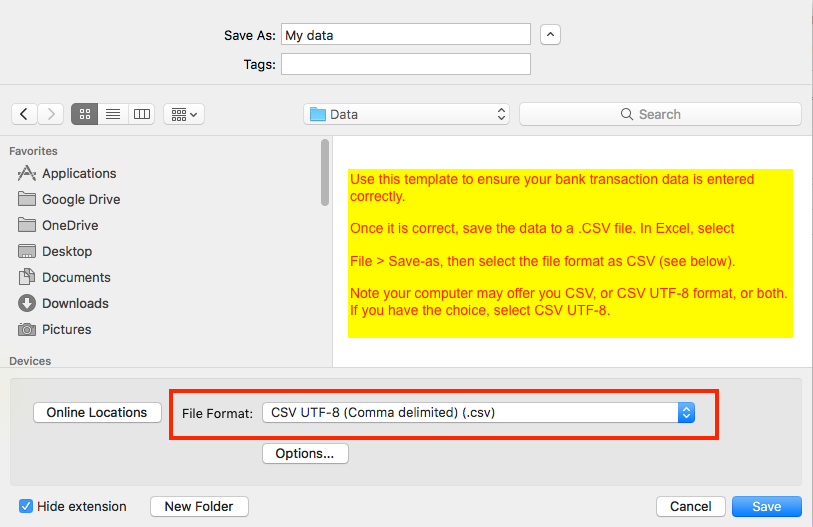 Save As: My data
Tags:
Data
Search
Favorites
Applications
Google Drive
OneDrive
Desktop
Documents
Downloads
Pictures
Devices
Use this template to ensure your bank transaction data is entered
correctly.
Once it is correct, save the data to a .CSV file. In Excel, select
File > Save-as, then select the file format as CSV (see below).
Note your computer may offer you CSV, or CSV UTF-8 format, or both.
If you have the choice, select CSV UTF-8.
Online Locations
File Format: CSV UTF-8 (Comma delimited) (.csv)
Options...
Hide extension
New Folder
Cancel
Save